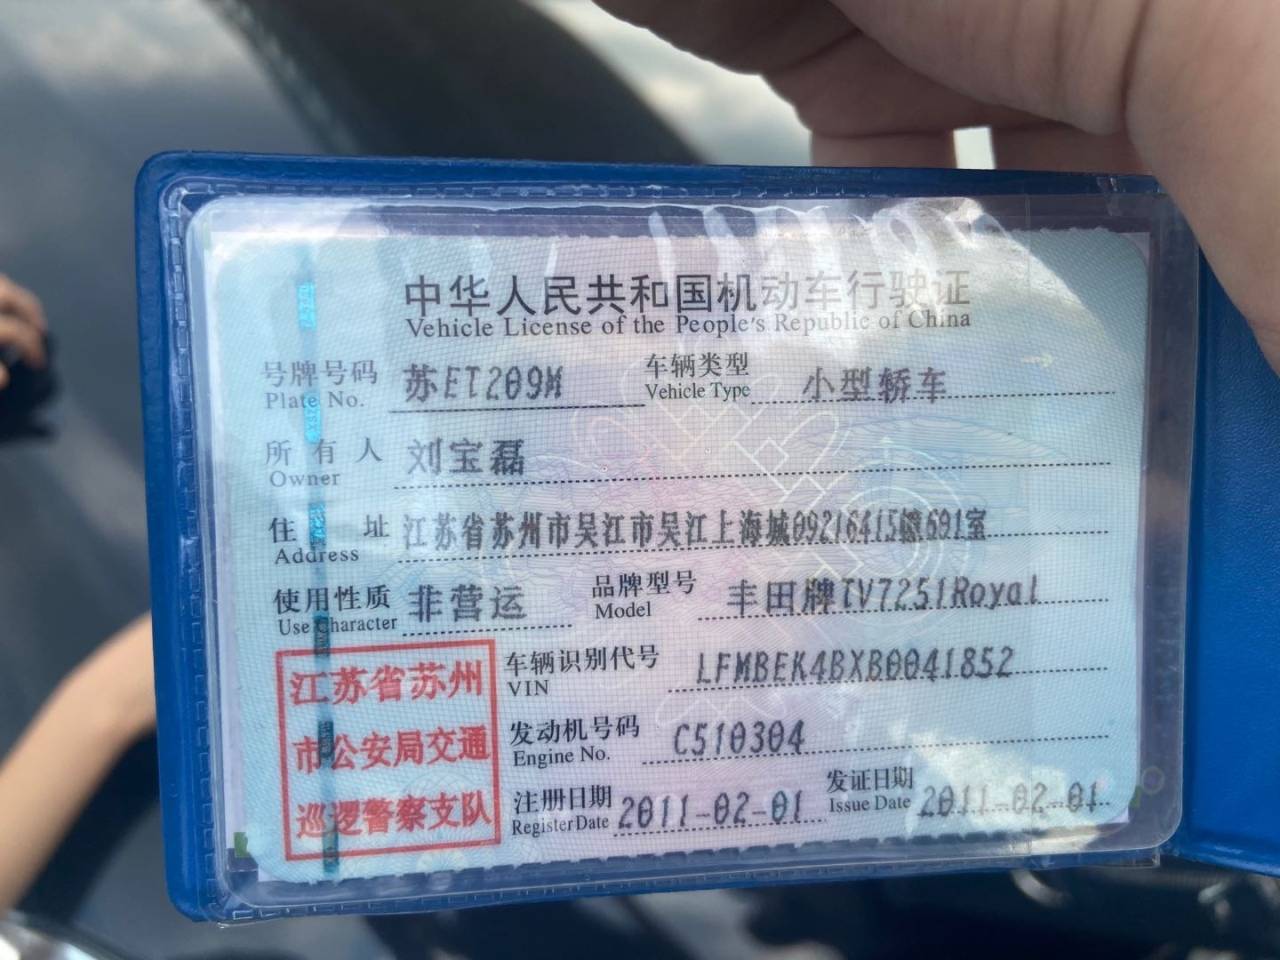 中华人民共和国机动车行驶证
Vehicle License of the People's Republic of China
号牌号码 苏ET209M 车辆类型 小型轿车
Plate No. Vehicle Type
所有人 刘宝磊
Owner
住址 江苏省苏州市吴江市吴江上海城09216415幢601室
Address
使用性质 非营运 品牌型号 丰田牌TV7251Royal
Use Character Model
江苏省苏州
市公安局交通
巡逻警察支队
车辆识别代号 LFMBEK4BXB0041852
VIN
发动机号码 C510304
Engine No.
注册日期 2011-02-01 发证日期 2011-02-01
Register Date Issue Date